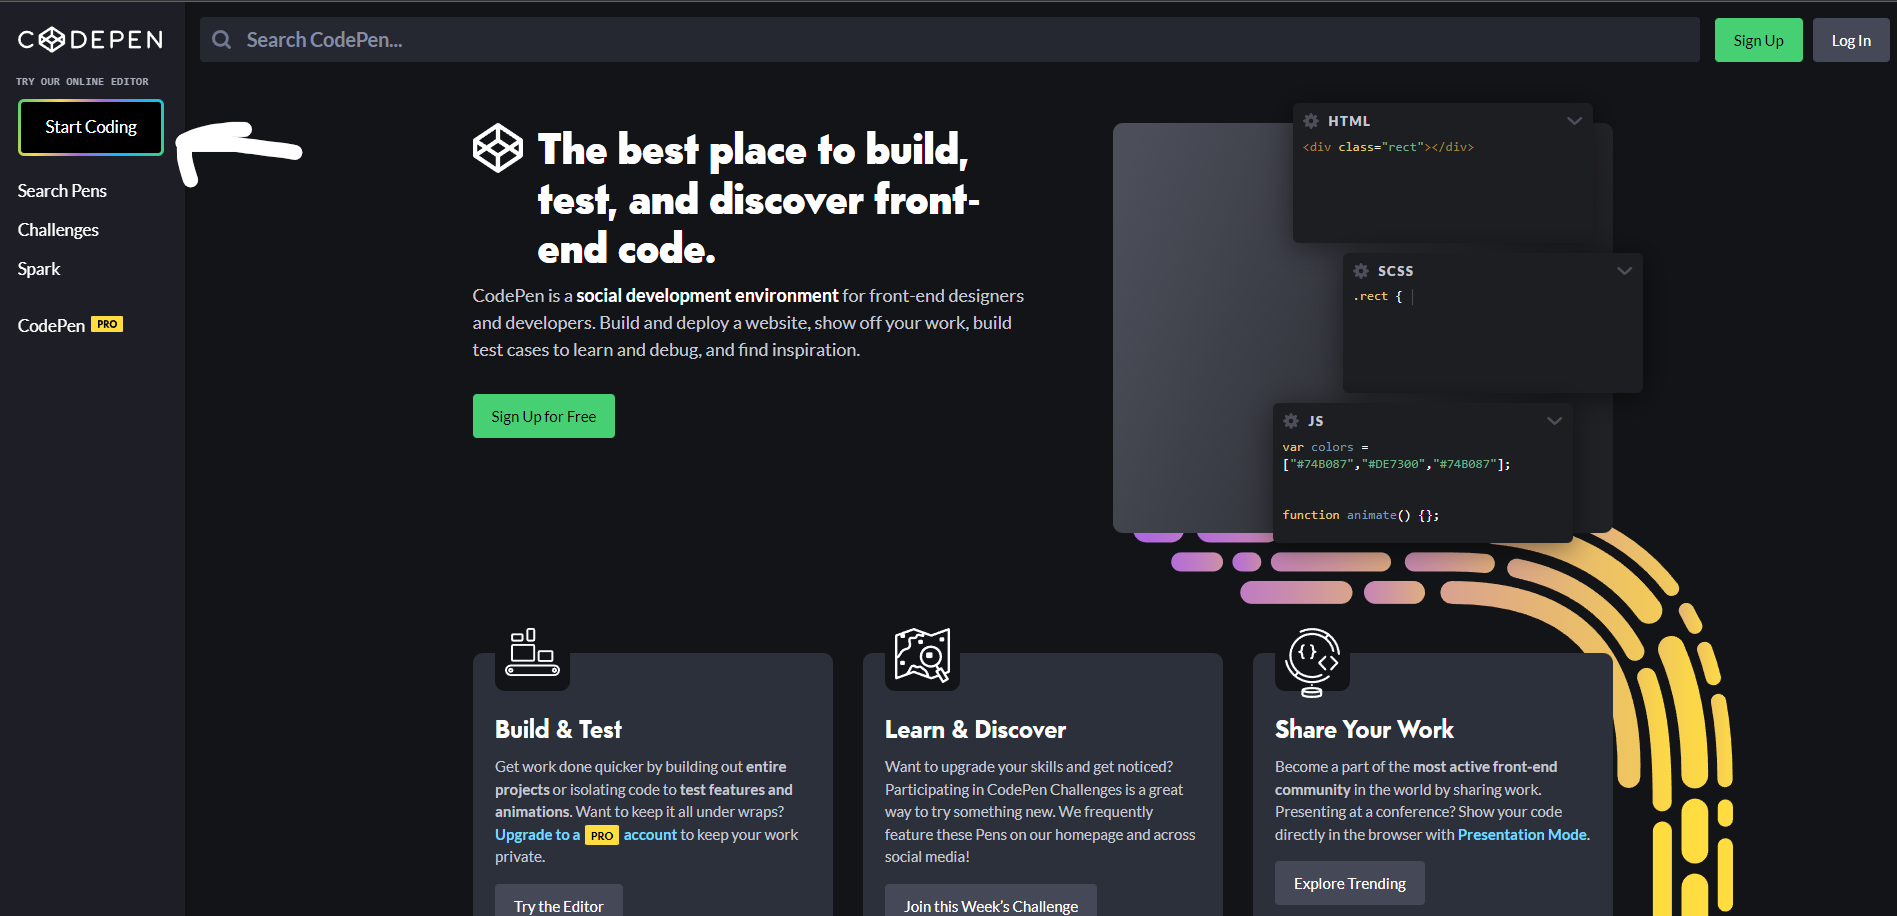 CODEPEN
TRY OUR ONLINE EDITOR
Start Coding
Search Pens
Challenges
Spark
CodePen PRO
Search CodePen...
Sign Up
Log In
The best place to build,
test, and discover front-
end code.
CodePen is a social development environment for front-end designers
and developers. Build and deploy a website, show off your work, build
test cases to learn and debug, and find inspiration.
Sign Up for Free
HTML
<div class="rect"></div>
SCSS
.rect {
JS
var colors =
["#74B087","#DE7300","#74B087"];
function animate() {};
Build & Test
Get work done quicker by building out entire
projects or isolating code to test features and
animations. Want to keep it all under wraps?
Upgrade to a PRO account to keep your work
private.
Try the Editor
Learn & Discover
Want to upgrade your skills and get noticed?
Participating in CodePen Challenges is a great
way to try something new. We frequently
feature these Pens on our homepage and across
social media!
Join this Week's Challenge
Share Your Work
Become a part of the most active front-end
community in the world by sharing work.
Presenting at a conference? Show your code
directly in the browser with Presentation Mode.
Explore Trending